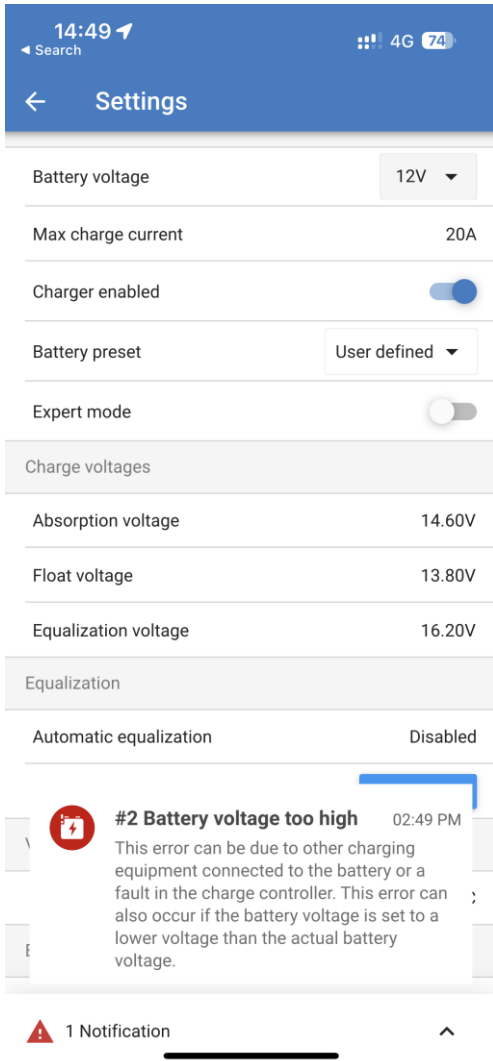 14:49
4G 74
◄ Search
Settings
Battery voltage 12V
Max charge current 20A
Charger enabled
Battery preset User defined
Expert mode
Charge voltages
Absorption voltage 14.60V
Float voltage 13.80V
Equalization voltage 16.20V
Equalization
Automatic equalization Disabled
#2 Battery voltage too high 02:49 PM
This error can be due to other charging
equipment connected to the battery or a
fault in the charge controller. This error can
also occur if the battery voltage is set to a
lower voltage than the actual battery
voltage.
1 Notification